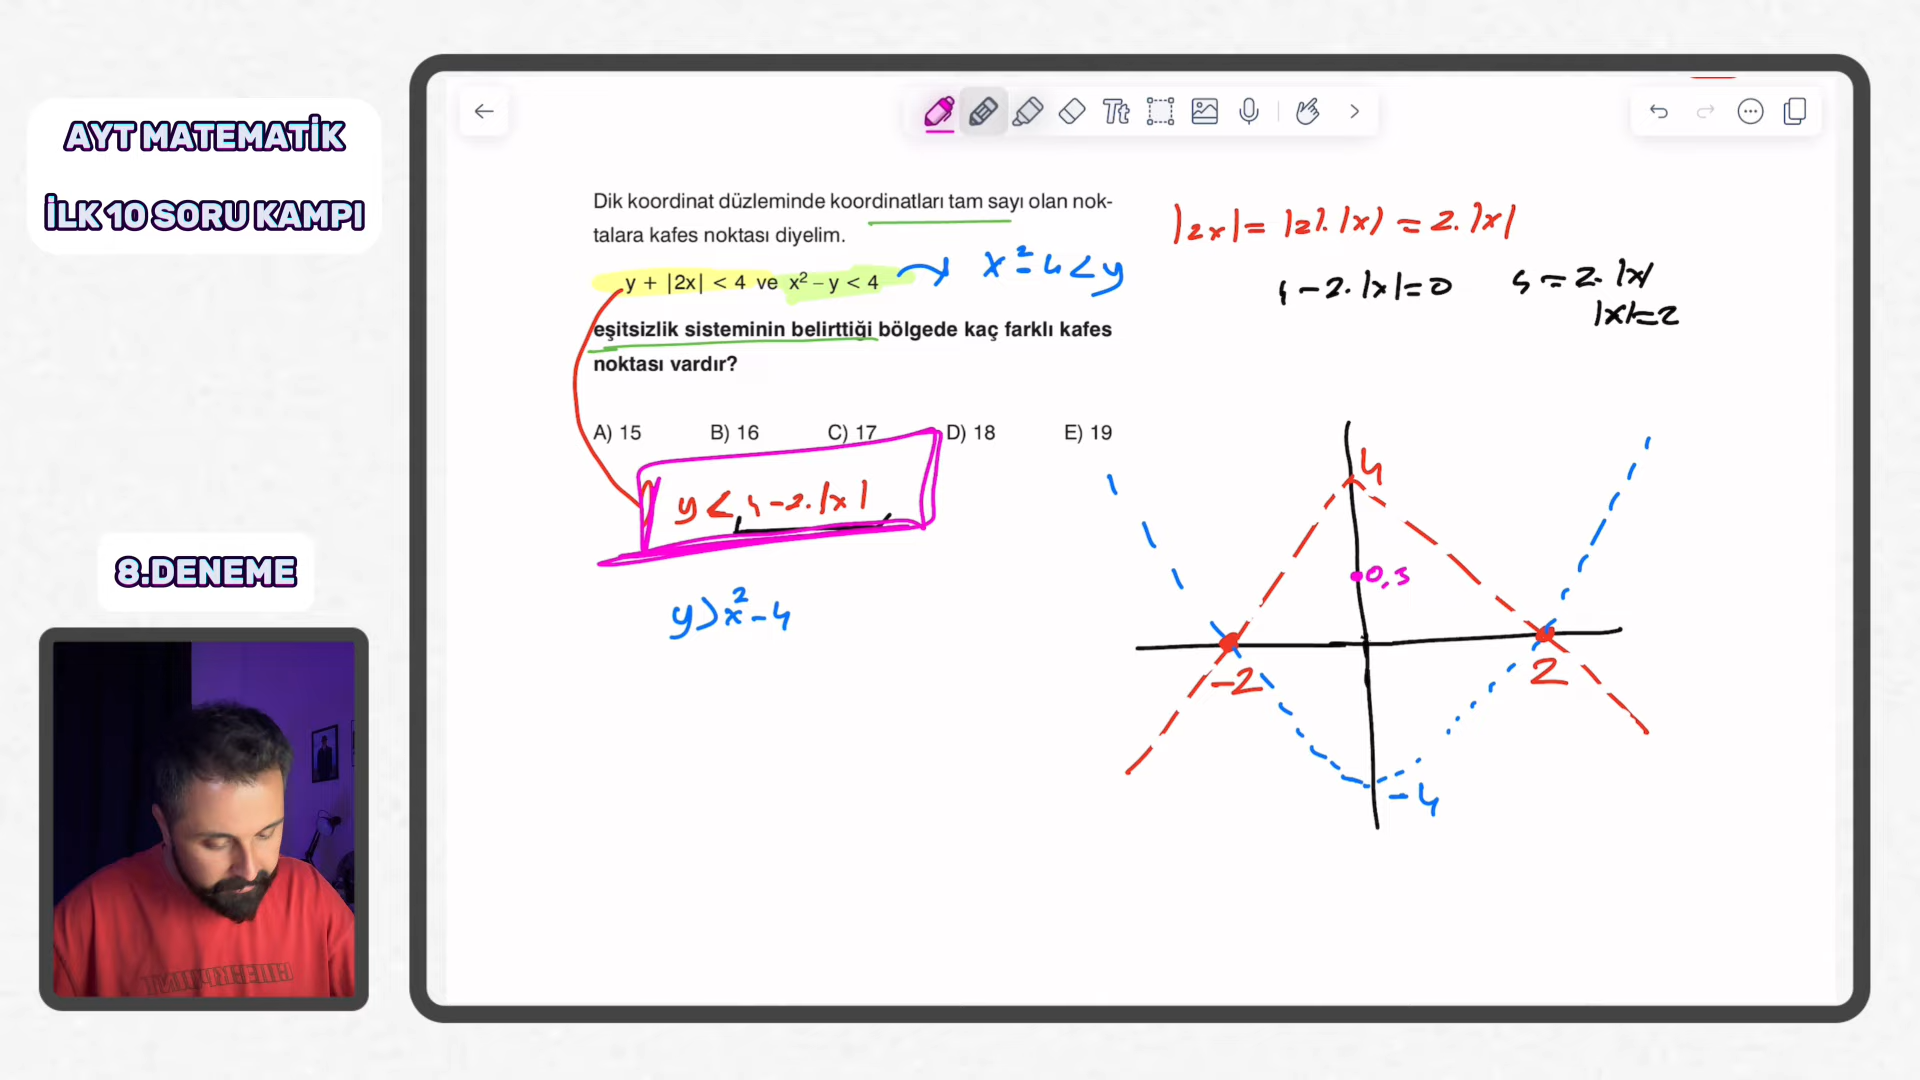 AYT MATEMATİK
İLK 10 SORU KAMPI
8.DENEME
Tt
Dik koordinat düzleminde koordinatları tam sayı olan nok-
talara kafes noktası diyelim.
y + |2x| < 4 ve x² – y < 4
x² – 4 < y
eşitsizlik sisteminin belirttiği bölgede kaç farklı kafes
noktası vardır?
A) 15 B) 16 C) 17 D) 18 E) 19
y < 4 – 2.|x|
y > x² – 4
|2x| = |2|.|x| = 2.|x|
4 – 2.|x| = 0 4 = 2.|x|
|x| = 2
4
0,3
-2
2
-4